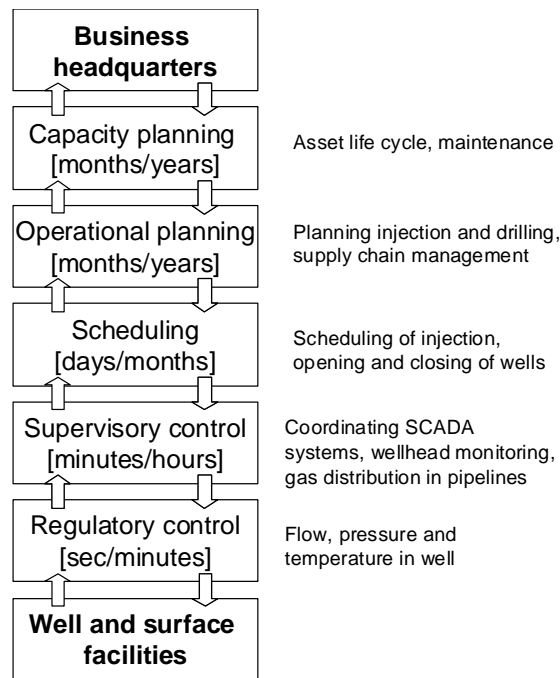 Business
headquarters
Capacity planning
[months/years]
Asset life cycle, maintenance
Operational planning
[months/years]
Planning injection and drilling,
supply chain management
Scheduling
[days/months]
Scheduling of injection,
opening and closing of wells
Supervisory control
[minutes/hours]
Coordinating SCADA
systems, wellhead monitoring,
gas distribution in pipelines
Regulatory control
[sec/minutes]
Flow, pressure and
temperature in well
Well and surface
facilities